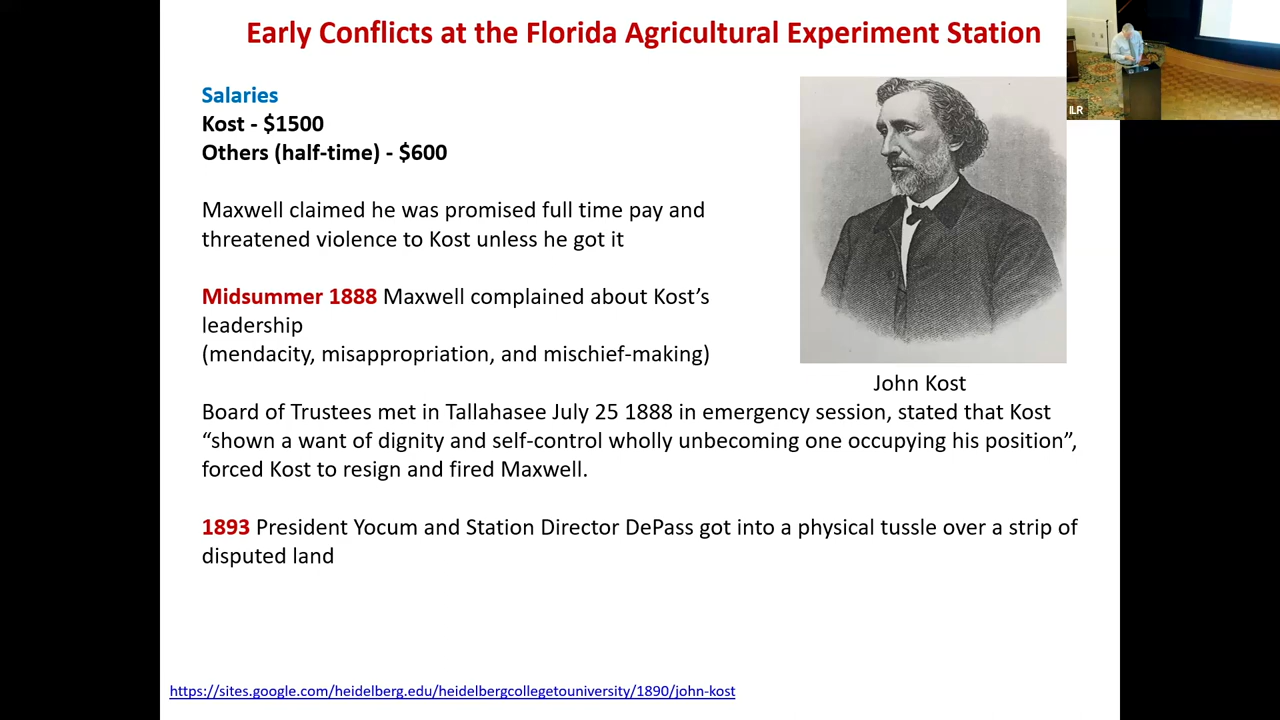 Early Conflicts at the Florida Agricultural Experiment Station
Salaries
Kost - $1500
Others (half-time) - $600
Maxwell claimed he was promised full time pay and
threatened violence to Kost unless he got it
Midsummer 1888 Maxwell complained about Kost’s
leadership
(mendacity, misappropriation, and mischief-making)
John Kost
Board of Trustees met in Tallahasee July 25 1888 in emergency session, stated that Kost
“shown a want of dignity and self-control wholly unbecoming one occupying his position”,
forced Kost to resign and fired Maxwell.
1893 President Yocum and Station Director DePass got into a physical tussle over a strip of
disputed land
https://sites.google.com/heidelberg.edu/heidelbergcollegetouniversity/1890/john-kost
ILR